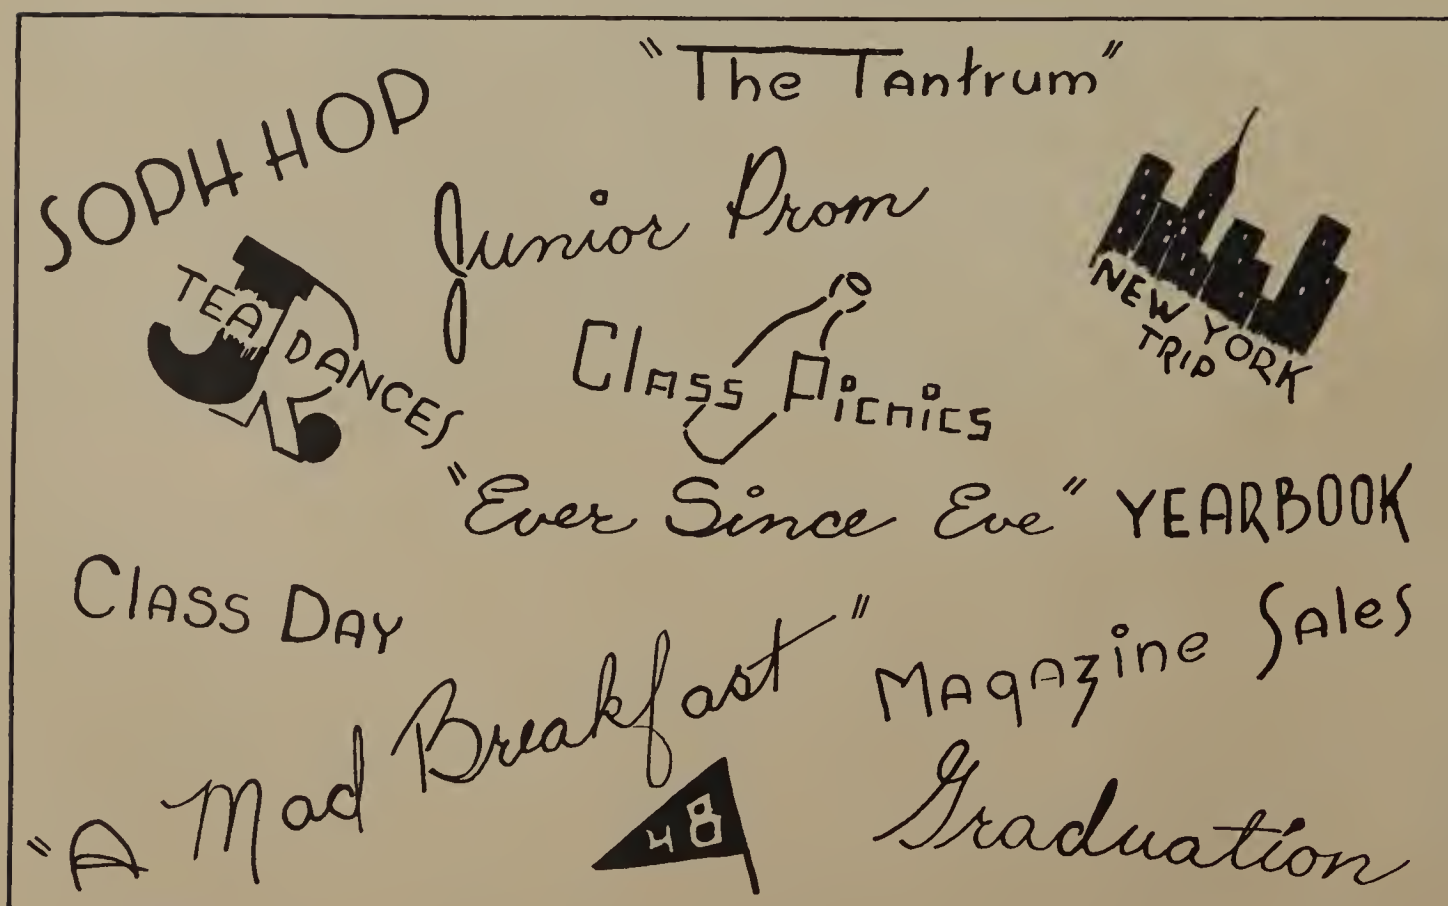 "The Tantrum"
SOPH HOP
Junior Prom
TEA DANCES
NEW YORK
TRIP
Class Picnics
"Ever Since Eve"
YEARBOOK
Class Day
Magazine Sales
"A Mad Breakfast"
48
Graduation